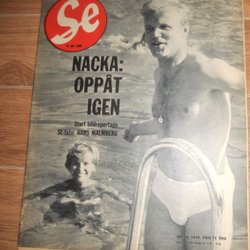 Se
NACKA:
OPPÅT
IGEN
Stort bildreportage
SE-foto: HANS MALMBERG